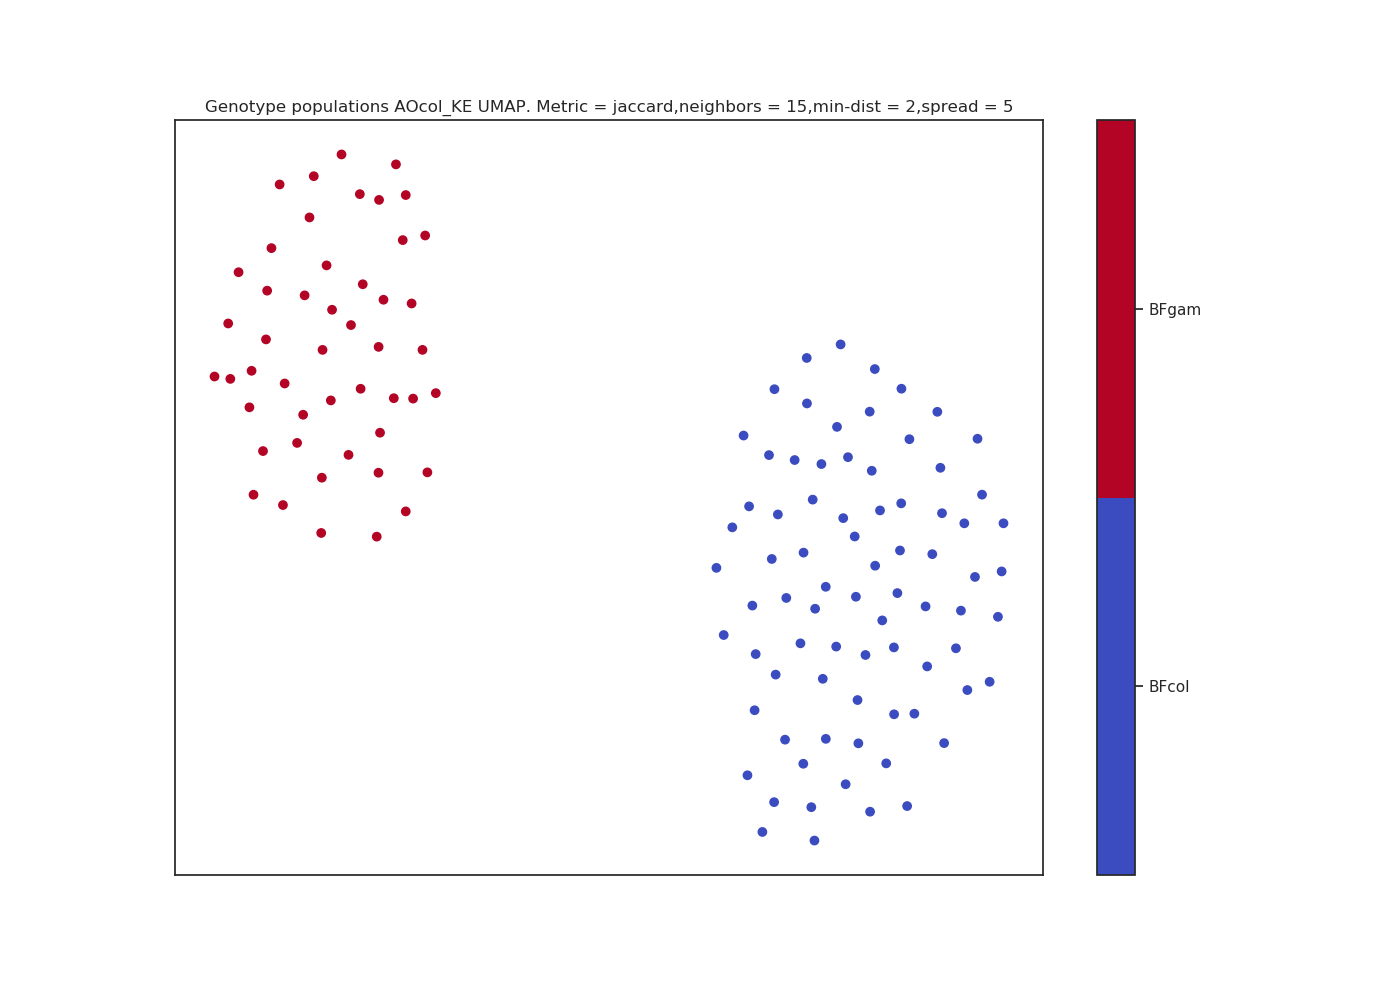 Genotype populations AOcol_KE UMAP. Metric = jaccard,neighbors = 15,min-dist = 2,spread = 5
BFgam
BFcol